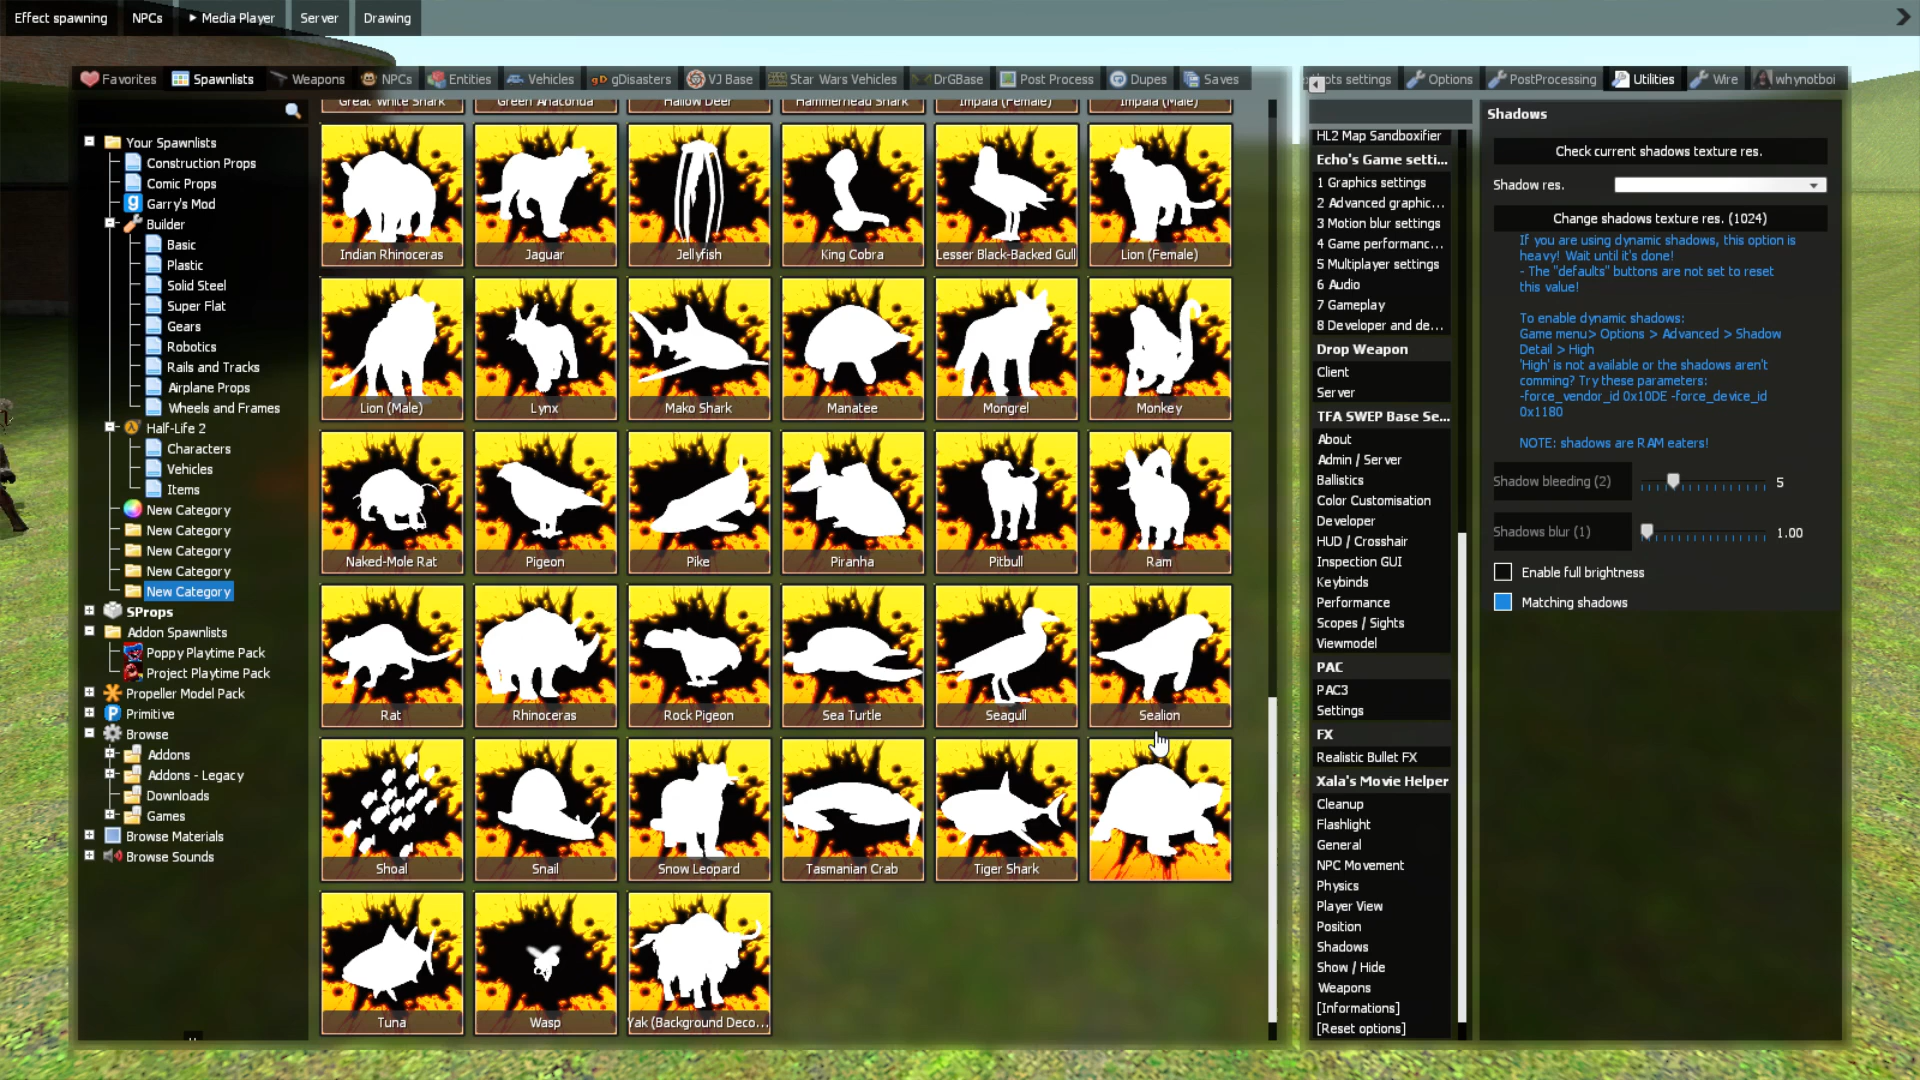 Effect spawning NPCs Media Player Server Drawing
Favorites Spawnlists Weapons NPCs Entities Vehicles gDisasters VJ Base Star Wars Vehicles DrGBase Post Process Dupes Saves
Your Spawnlists
Construction Props
Comic Props
Garry's Mod
Builder
Basic
Plastic
Solid Steel
Super Flat
Gears
Robotics
Rails and Tracks
Airplane Props
Wheels and Frames
Half-Life 2
Characters
Vehicles
Items
New Category
New Category
New Category
New Category
New Category
SProps
Addon Spawnlists
Poppy Playtime Pack
Project Playtime Pack
Propeller Model Pack
Primitive
Browse
Addons
Addons - Legacy
Downloads
Games
Browse Materials
Browse Sounds
Great White Shark Green Anaconda Hallow Deer Hammerhead Shark Impala (Female) Impala (Male)
Indian Rhinoceras Jaguar Jellyfish King Cobra Lesser Black-Backed Gull Lion (Female)
Lion (Male) Lynx Mako Shark Manatee Mongrel Monkey
Naked-Mole Rat Pigeon Pike Piranha Pitbull Ram
Rat Rhinoceras Rock Pigeon Sea Turtle Seagull Sealion
Shoal Snail Snow Leopard Tasmanian Crab Tiger Shark
Tuna Wasp Yak (Background Deco...
settings Options PostProcessing Utilities Wire whynotboi
HL2 Map Sandboxifier
Echo's Game setti...
1 Graphics settings
2 Advanced graphic...
3 Motion blur settings
4 Game performanc...
5 Multiplayer settings
6 Audio
7 Gameplay
8 Developer and de...
Drop Weapon
Client
Server
TFA SWEP Base Se...
About
Admin / Server
Ballistics
Color Customisation
Developer
HUD / Crosshair
Inspection GUI
Keybinds
Performance
Scopes / Sights
Viewmodel
PAC
PAC3
Settings
FX
Realistic Bullet FX
Xala's Movie Helper
Cleanup
Flashlight
General
NPC Movement
Physics
Player View
Position
Shadows
Show / Hide
Weapons
[Informations]
[Reset options]
Shadows
Check current shadows texture res.
Shadow res.
Change shadows texture res. (1024)
If you are using dynamic shadows, this option is
heavy! Wait until it's done!
- The "defaults" buttons are not set to reset
this value!
To enable dynamic shadows:
Game menu> Options > Advanced > Shadow
Detail > High
'High' is not available or the shadows aren't
comming? Try these parameters:
-force_vendor_id 0x10DE -force_device_id
0x1180
NOTE: shadows are RAM eaters!
Shadow bleeding (2) 5
Shadows blur (1) 1.00
Enable full brightness
Matching shadows